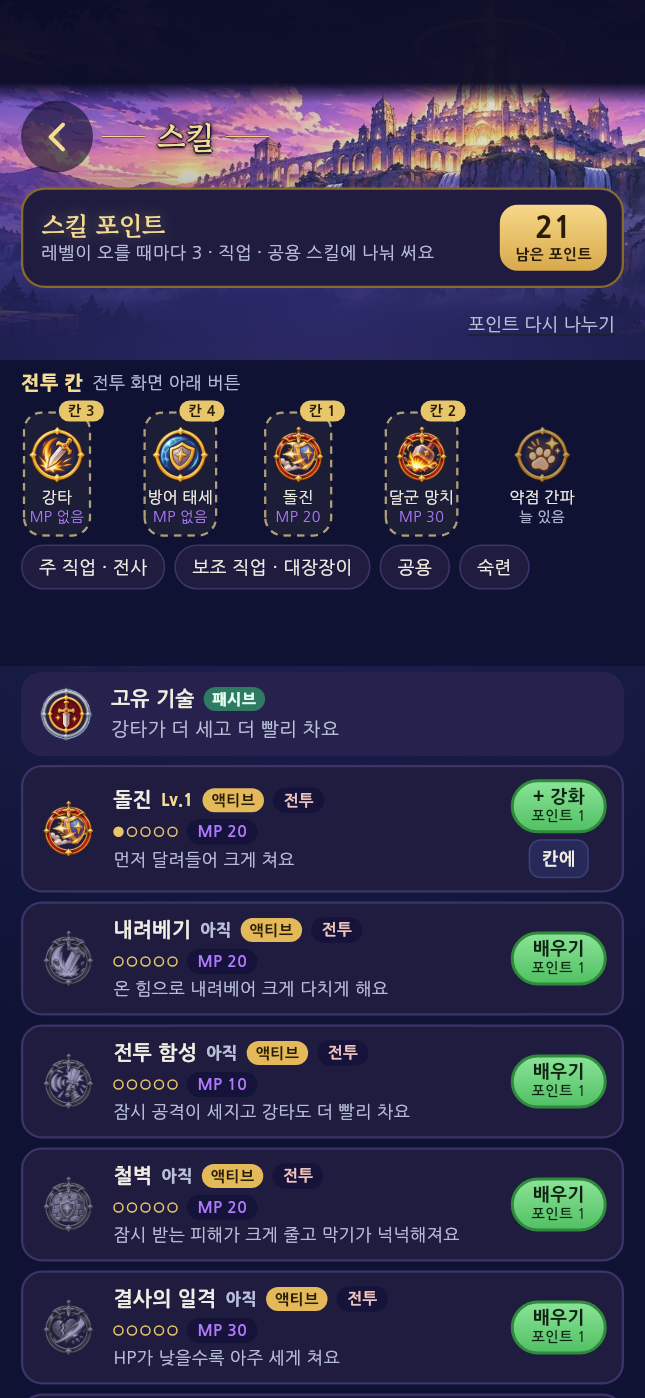 스킬
스킬 포인트
레벨이 오를 때마다 3 · 직업 · 공용 스킬에 나눠 써요
21
남은 포인트
포인트 다시 나누기
전투 칸 전투 화면 아래 버튼
칸 3 칸 4 칸 1 칸 2
강타 방어 태세 돌진 달군 망치 약점 간파
MP 없음 MP 없음 MP 20 MP 30 늘 있음
주 직업 · 전사 보조 직업 · 대장장이 공용 숙련
고유 기술 패시브
강타가 더 세고 더 빨리 차요
돌진 Lv.1 액티브 전투
MP 20
먼저 달려들어 크게 쳐요
+ 강화
포인트 1
칸에
내려베기 아직 액티브 전투
MP 20
온 힘으로 내려베어 크게 다치게 해요
배우기
포인트 1
전투 함성 아직 액티브 전투
MP 10
잠시 공격이 세지고 강타도 더 빨리 차요
배우기
포인트 1
철벽 아직 액티브 전투
MP 20
잠시 받는 피해가 크게 줄고 막기가 넉넉해져요
배우기
포인트 1
결사의 일격 아직 액티브 전투
MP 30
HP가 낮을수록 아주 세게 쳐요
배우기
포인트 1